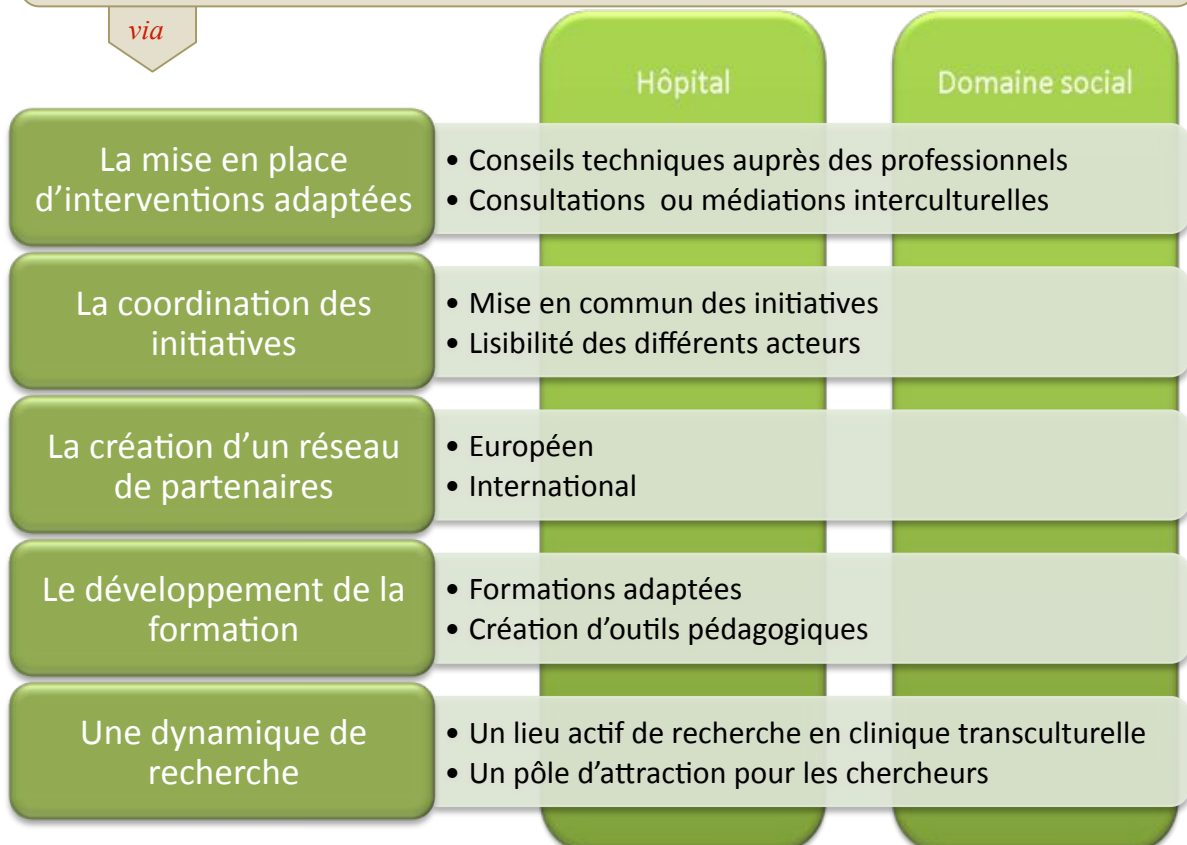 via
Hôpital
Domaine social
La mise en place
d’interventions adaptées
• Conseils techniques auprès des professionnels
• Consultations ou médiations interculturelles
La coordination des
initiatives
• Mise en commun des initiatives
• Lisibilité des différents acteurs
La création d’un réseau
de partenaires
• Européen
• International
Le développement de la
formation
• Formations adaptées
• Création d’outils pédagogiques
Une dynamique de
recherche
• Un lieu actif de recherche en clinique transculturelle
• Un pôle d’attraction pour les chercheurs